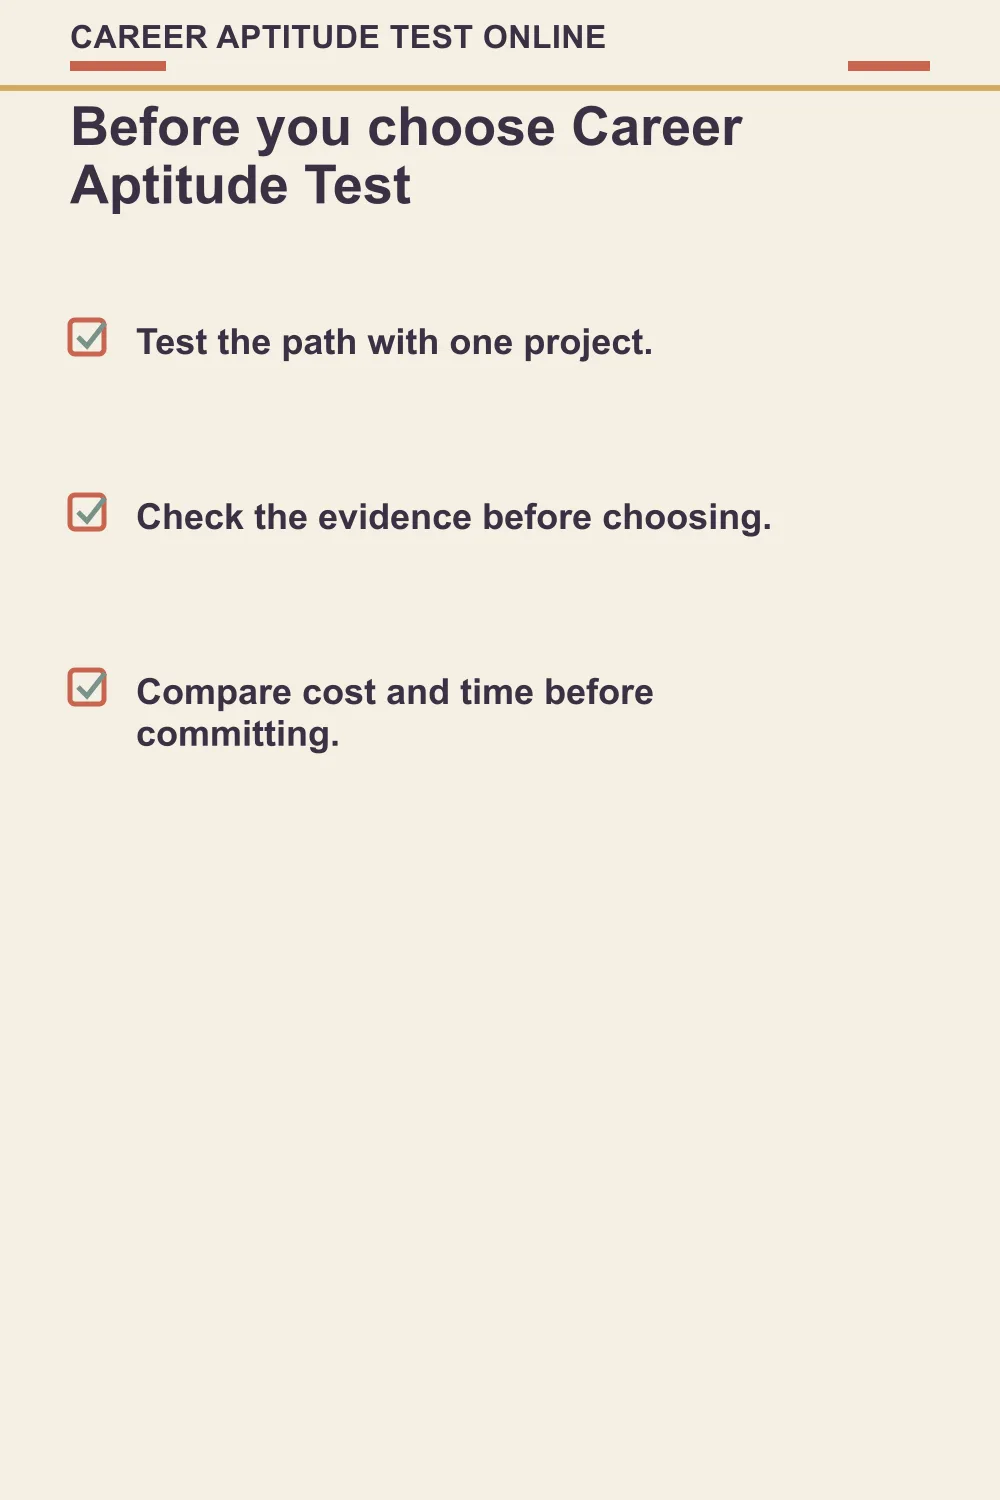 CAREER APTITUDE TEST ONLINE
Before you choose Career
Aptitude Test
Test the path with one project.
Check the evidence before choosing.
Compare cost and time before
committing.